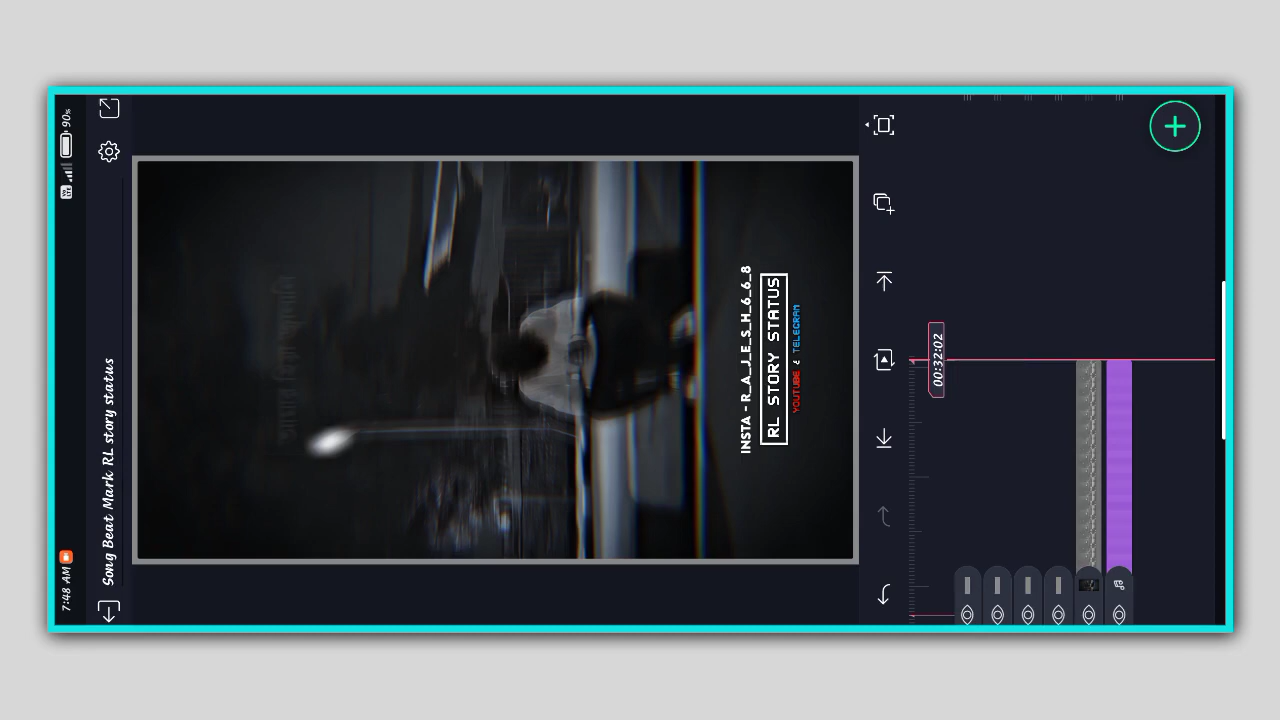 7:48 AM
90%
Song Beat Mark RL story status
INSTA - R_A_J_E_S_H_6_6_8
RL STORY STATUS
YOUTUBE & TELEGRAM
00:32:02